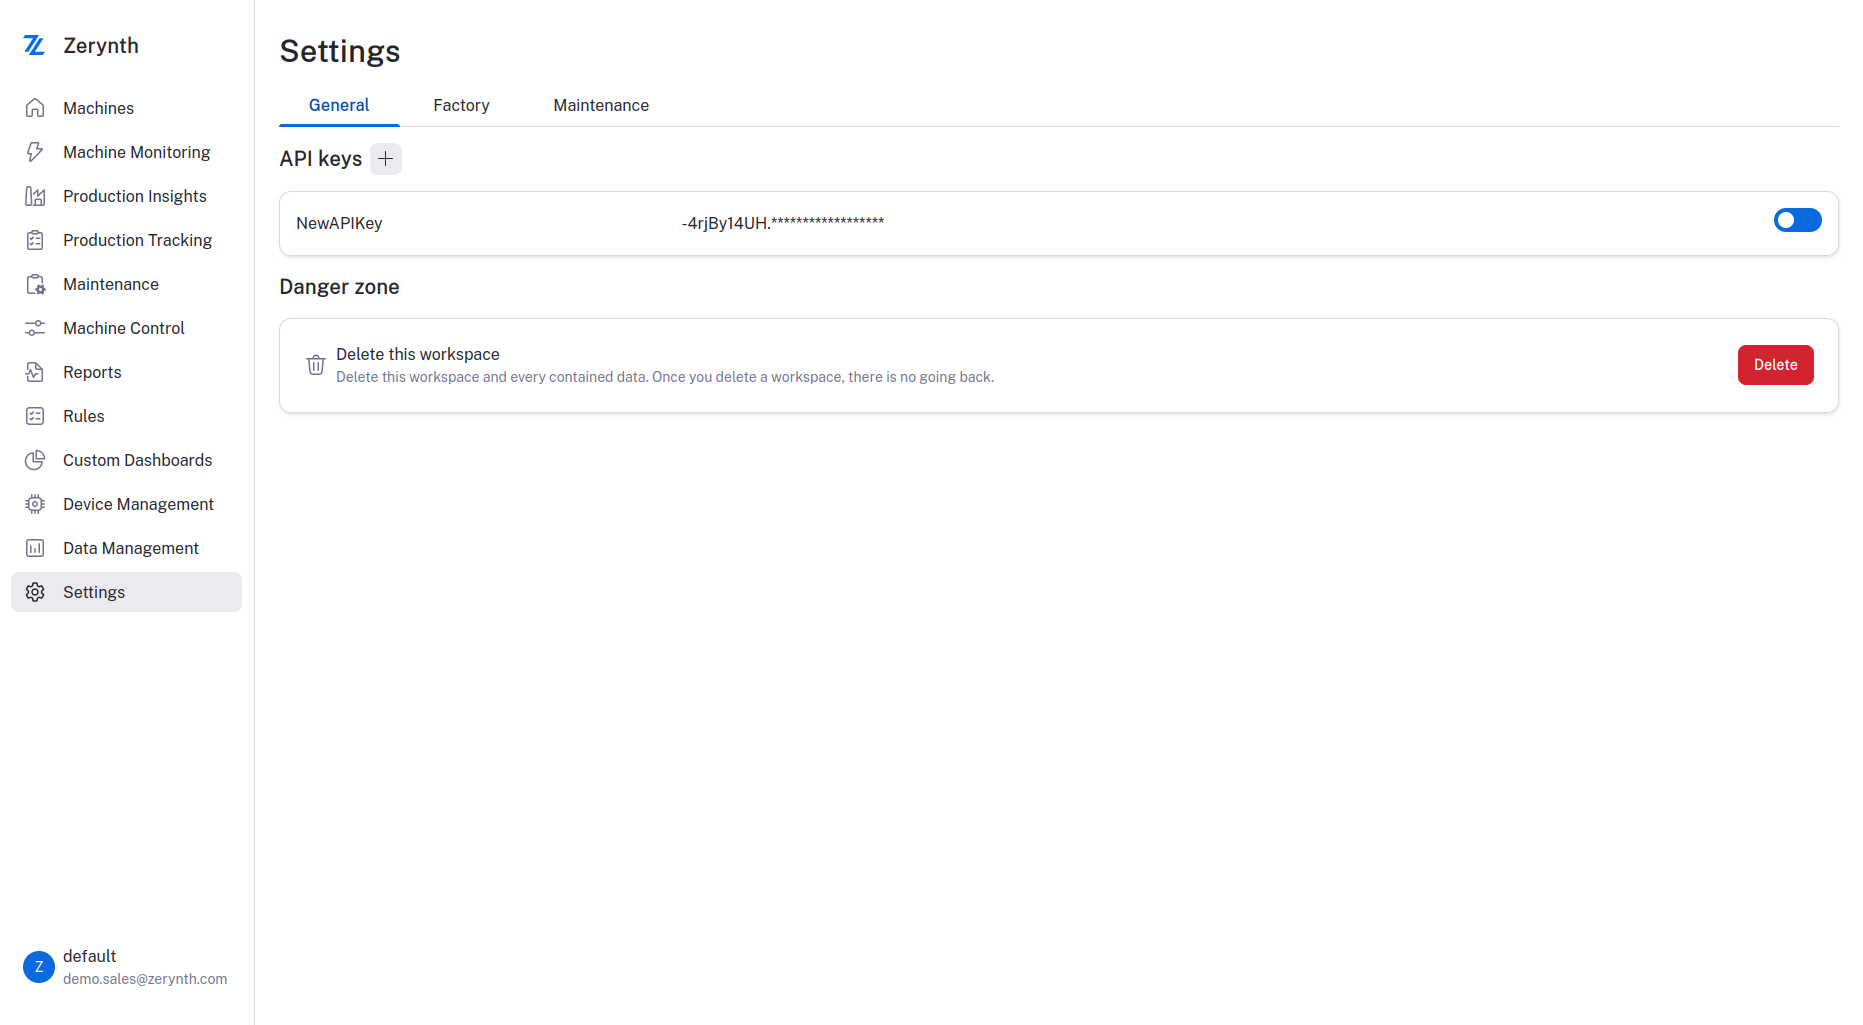 Zerynth
Machines
Machine Monitoring
Production Insights
Production Tracking
Maintenance
Machine Control
Reports
Rules
Custom Dashboards
Device Management
Data Management
Settings
Z
default
demo.sales@zerynth.com
Settings
General Factory Maintenance
API keys
NewAPIKey -4rjBy14UH.******************
Danger zone
Delete this workspace
Delete this workspace and every contained data. Once you delete a workspace, there is no going back.
Delete